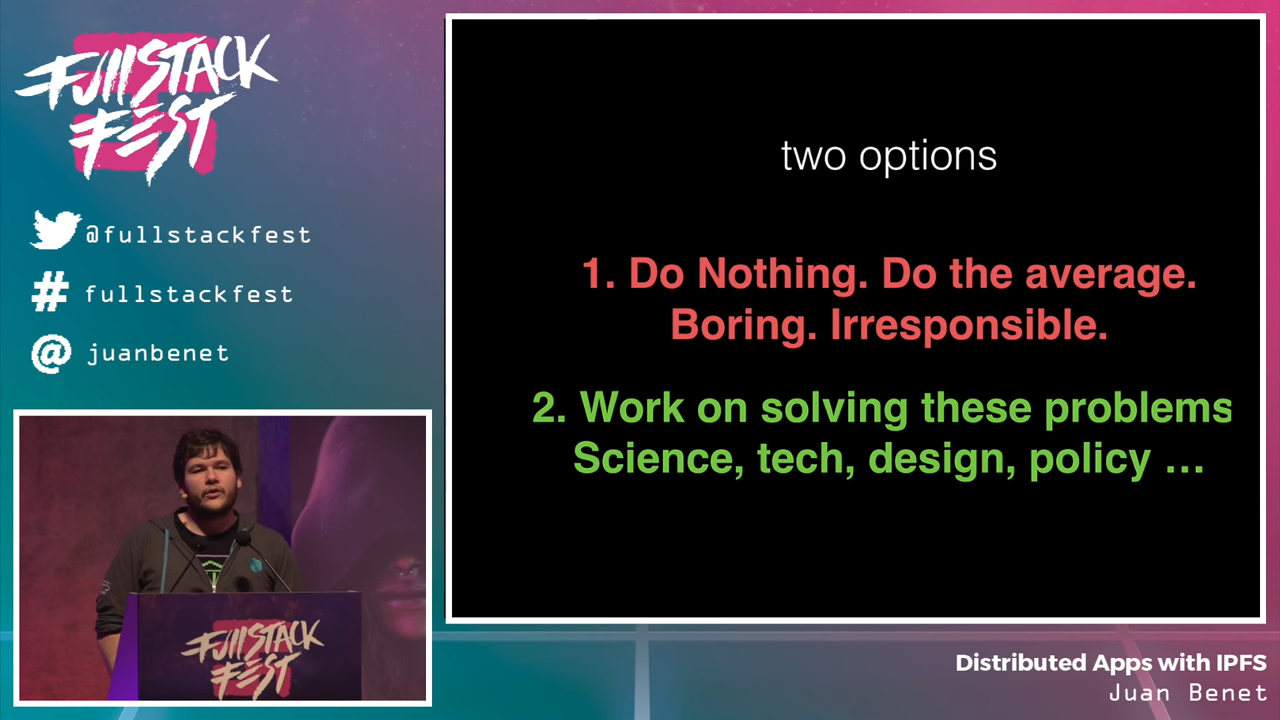 FullSTACK
FEST
@fullstackfest
# fullstackfest
@ juanbenet
two options
1. Do Nothing. Do the average.
Boring. Irresponsible.
2. Work on solving these problems
Science, tech, design, policy …
FullSTACK
FEST
Distributed Apps with IPFS
Juan Benet